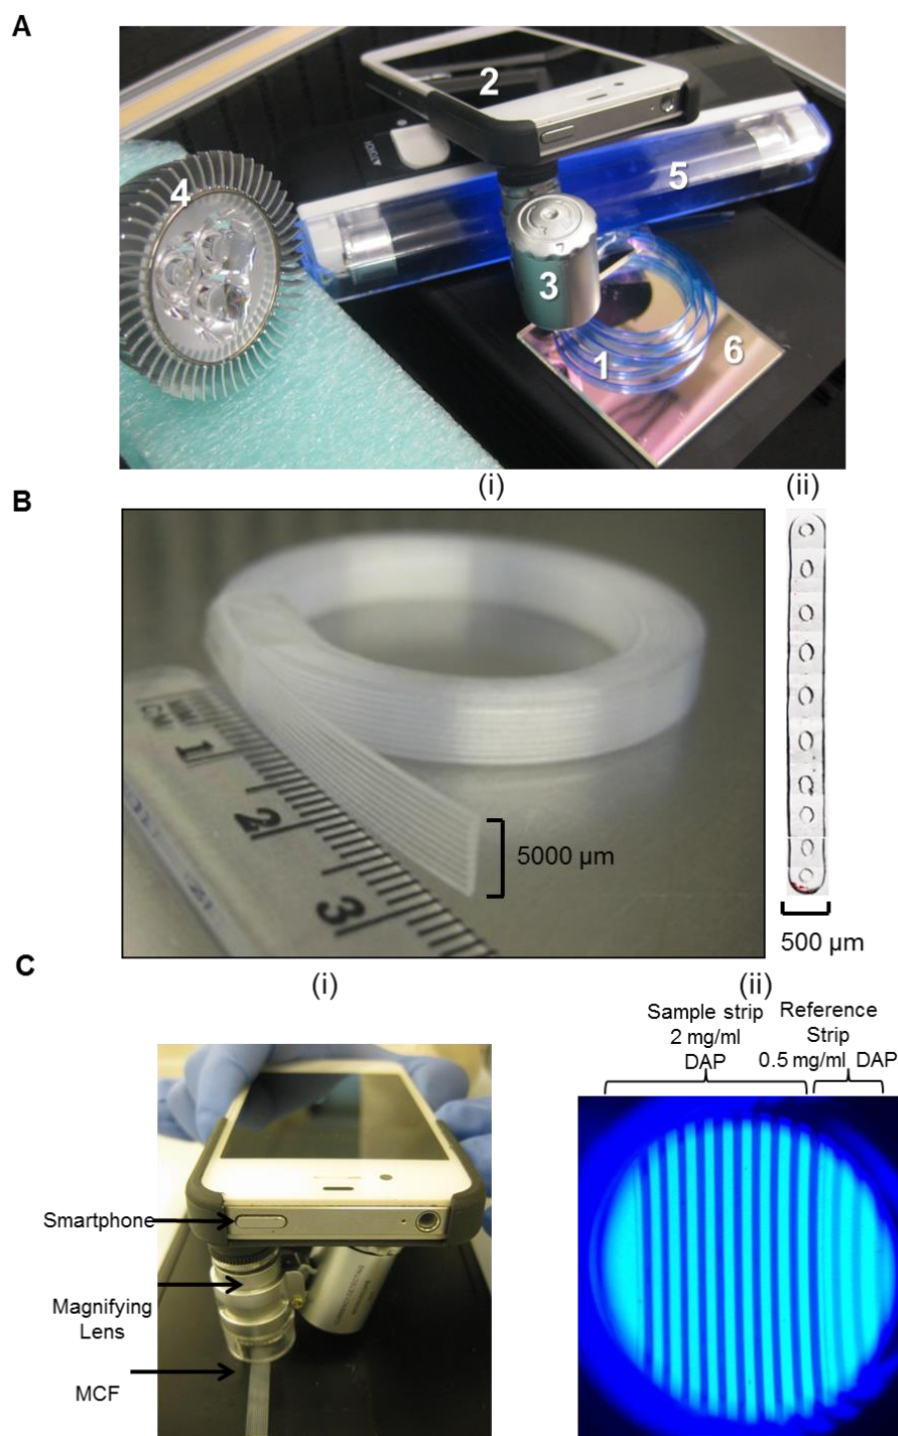 A
2
4
5
3
1
6
(i)
(ii)
B
MM
CM
1
2
3
5000 µm
500 µm
C
(i)
(ii)
Sample strip
2 mg/ml
DAP
Reference
Strip
0.5 mg/ml DAP
Smartphone
Magnifying
Lens
MCF